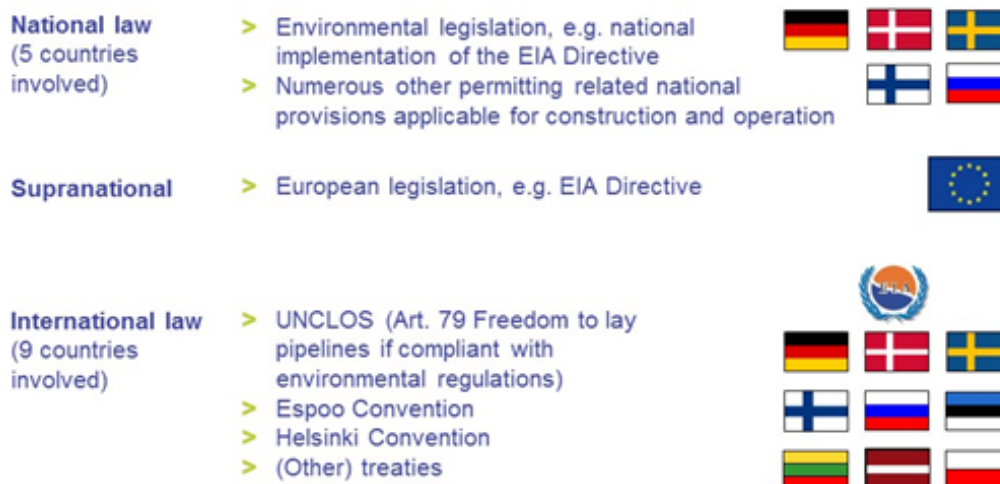 National law
(5 countries
involved)
> Environmental legislation, e.g. national
implementation of the EIA Directive
> Numerous other permitting related national
provisions applicable for construction and operation
Supranational
> European legislation, e.g. EIA Directive
EIA
International law
(9 countries
involved)
> UNCLOS (Art. 79 Freedom to lay
pipelines if compliant with
environmental regulations)
> Espoo Convention
> Helsinki Convention
> (Other) treaties